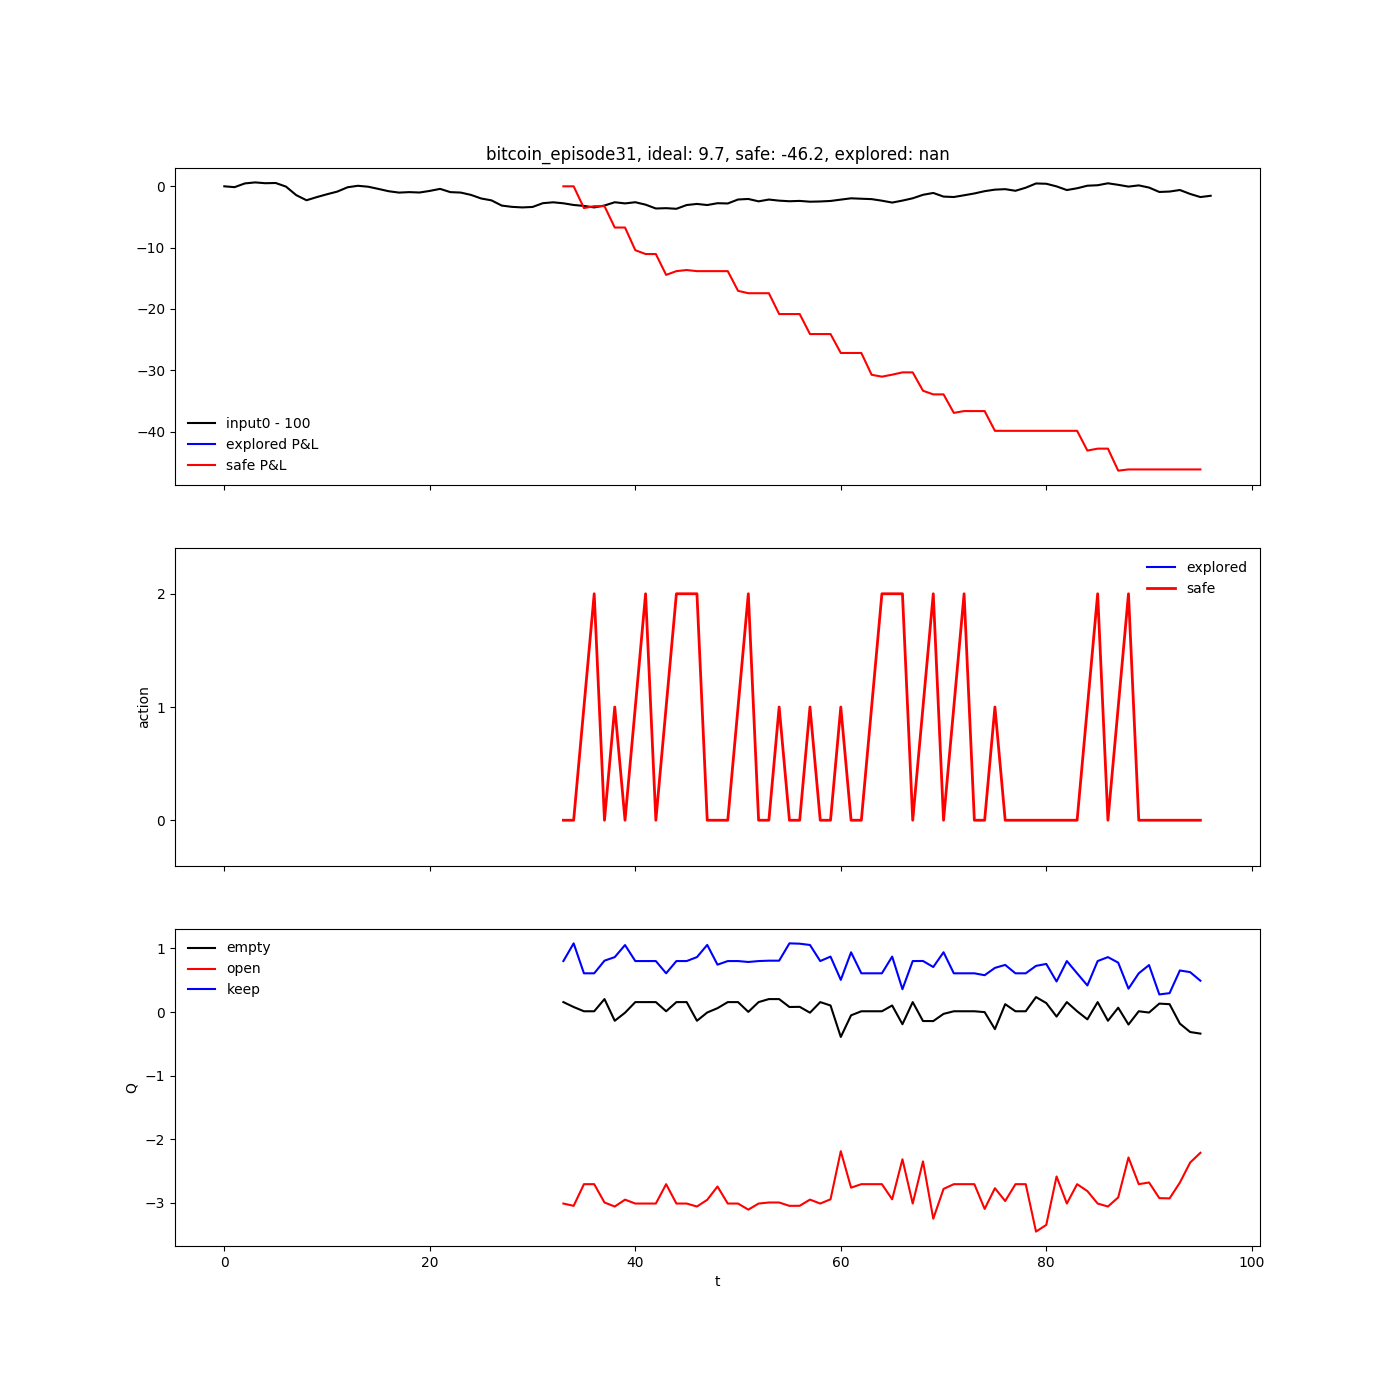 bitcoin_episode31, ideal: 9.7, safe: -46.2, explored: nan
0
−10
−20
−30
−40
input0 - 100
explored P&L
safe P&L
action
2
1
0
explored
safe
Q
1
0
−1
−2
−3
empty
open
keep
0 20 40 60 80 100
t